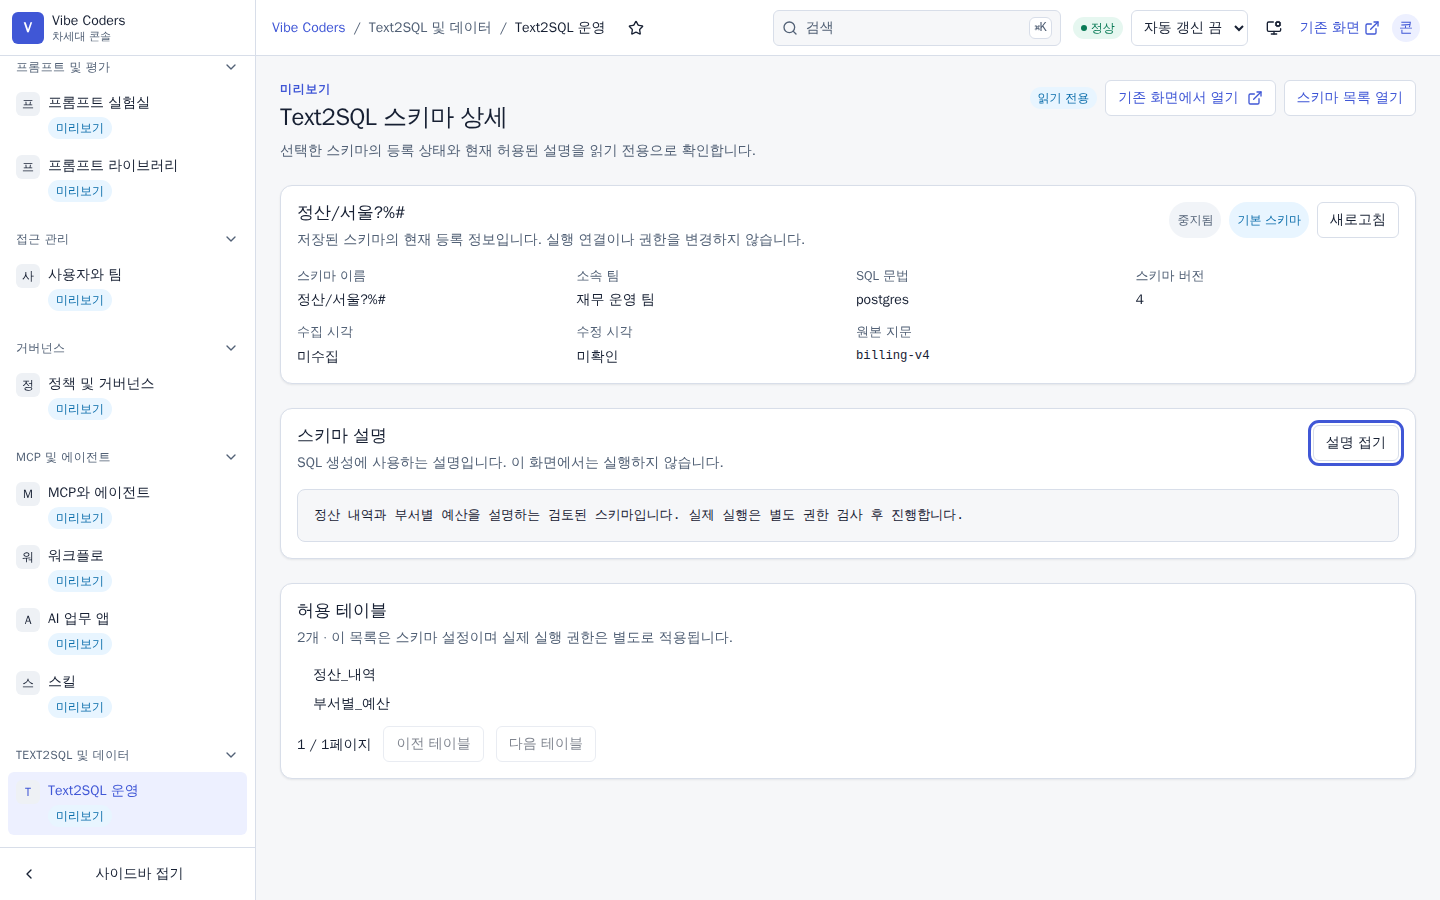 V
Vibe Coders
차세대 콘솔
프롬프트 및 평가
프 프롬프트 실험실
미리보기
프 프롬프트 라이브러리
미리보기
접근 관리
사 사용자와 팀
미리보기
거버넌스
정 정책 및 거버넌스
미리보기
MCP 및 에이전트
M MCP와 에이전트
미리보기
워 워크플로
미리보기
A AI 업무 앱
미리보기
스 스킬
미리보기
TEXT2SQL 및 데이터
T Text2SQL 운영
미리보기
사이드바 접기
Vibe Coders / Text2SQL 및 데이터 / Text2SQL 운영
검색 ⌘K
정상
자동 갱신 끔
기존 화면
콘
미리보기
Text2SQL 스키마 상세
선택한 스키마의 등록 상태와 현재 허용된 설명을 읽기 전용으로 확인합니다.
읽기 전용
기존 화면에서 열기
스키마 목록 열기
정산/서울?%#
저장된 스키마의 현재 등록 정보입니다. 실행 연결이나 권한을 변경하지 않습니다.
중지됨
기본 스키마
새로고침
스키마 이름
정산/서울?%#
소속 팀
재무 운영 팀
SQL 문법
postgres
스키마 버전
4
수집 시각
미수집
수정 시각
미확인
원본 지문
billing-v4
스키마 설명
SQL 생성에 사용하는 설명입니다. 이 화면에서는 실행하지 않습니다.
설명 접기
정산 내역과 부서별 예산을 설명하는 검토된 스키마입니다. 실제 실행은 별도 권한 검사 후 진행합니다.
허용 테이블
2개 · 이 목록은 스키마 설정이며 실제 실행 권한은 별도로 적용됩니다.
정산_내역
부서별_예산
1 / 1페이지
이전 테이블
다음 테이블